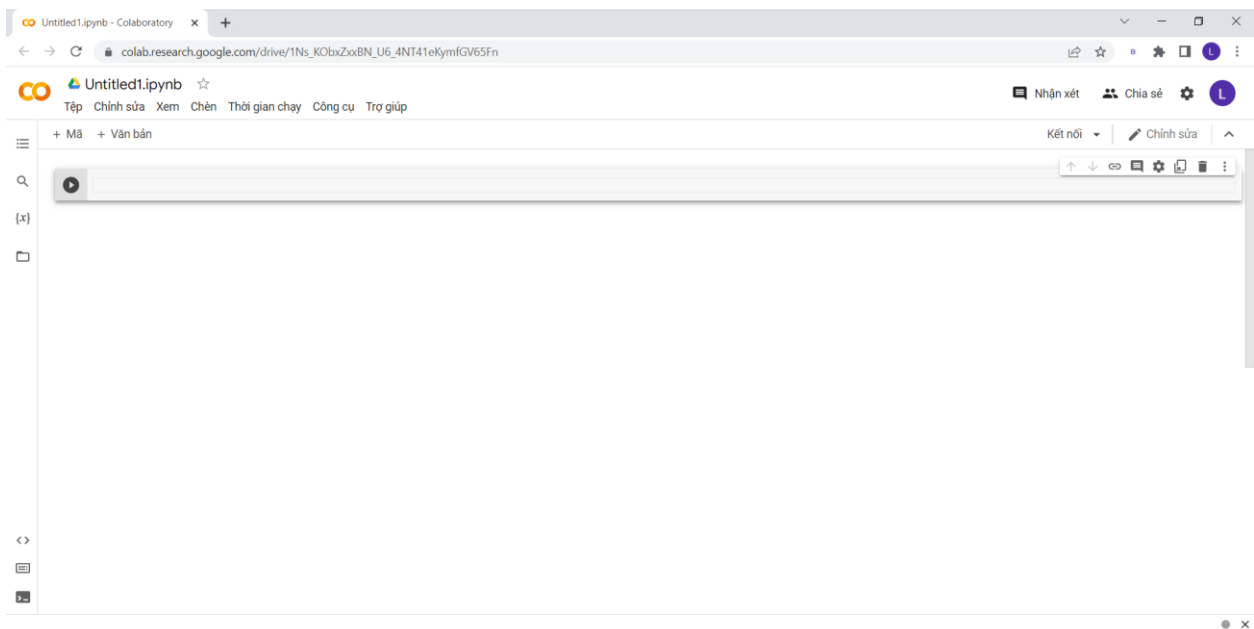 Untitled1.ipynb - Colaboratory
colab.research.google.com/drive/1Ns_KObxZxxBN_U6_4NT41eKymfGV65Fn
B
L
CO
Untitled1.ipynb
Nhận xét
Chia sẻ
L
Tệp Chỉnh sửa Xem Chèn Thời gian chạy Công cụ Trợ giúp
+ Mã + Văn bản
Kết nối
Chỉnh sửa
{x}